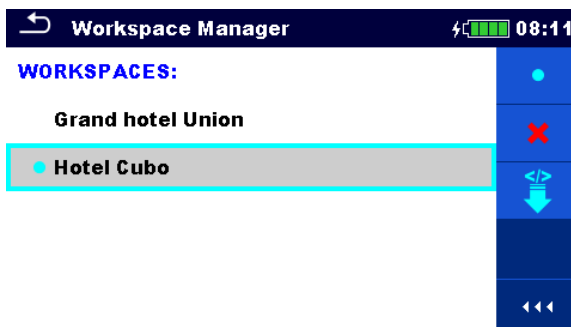 Workspace Manager 08:11
WORKSPACES:
Grand hotel Union
Hotel Cubo
</>